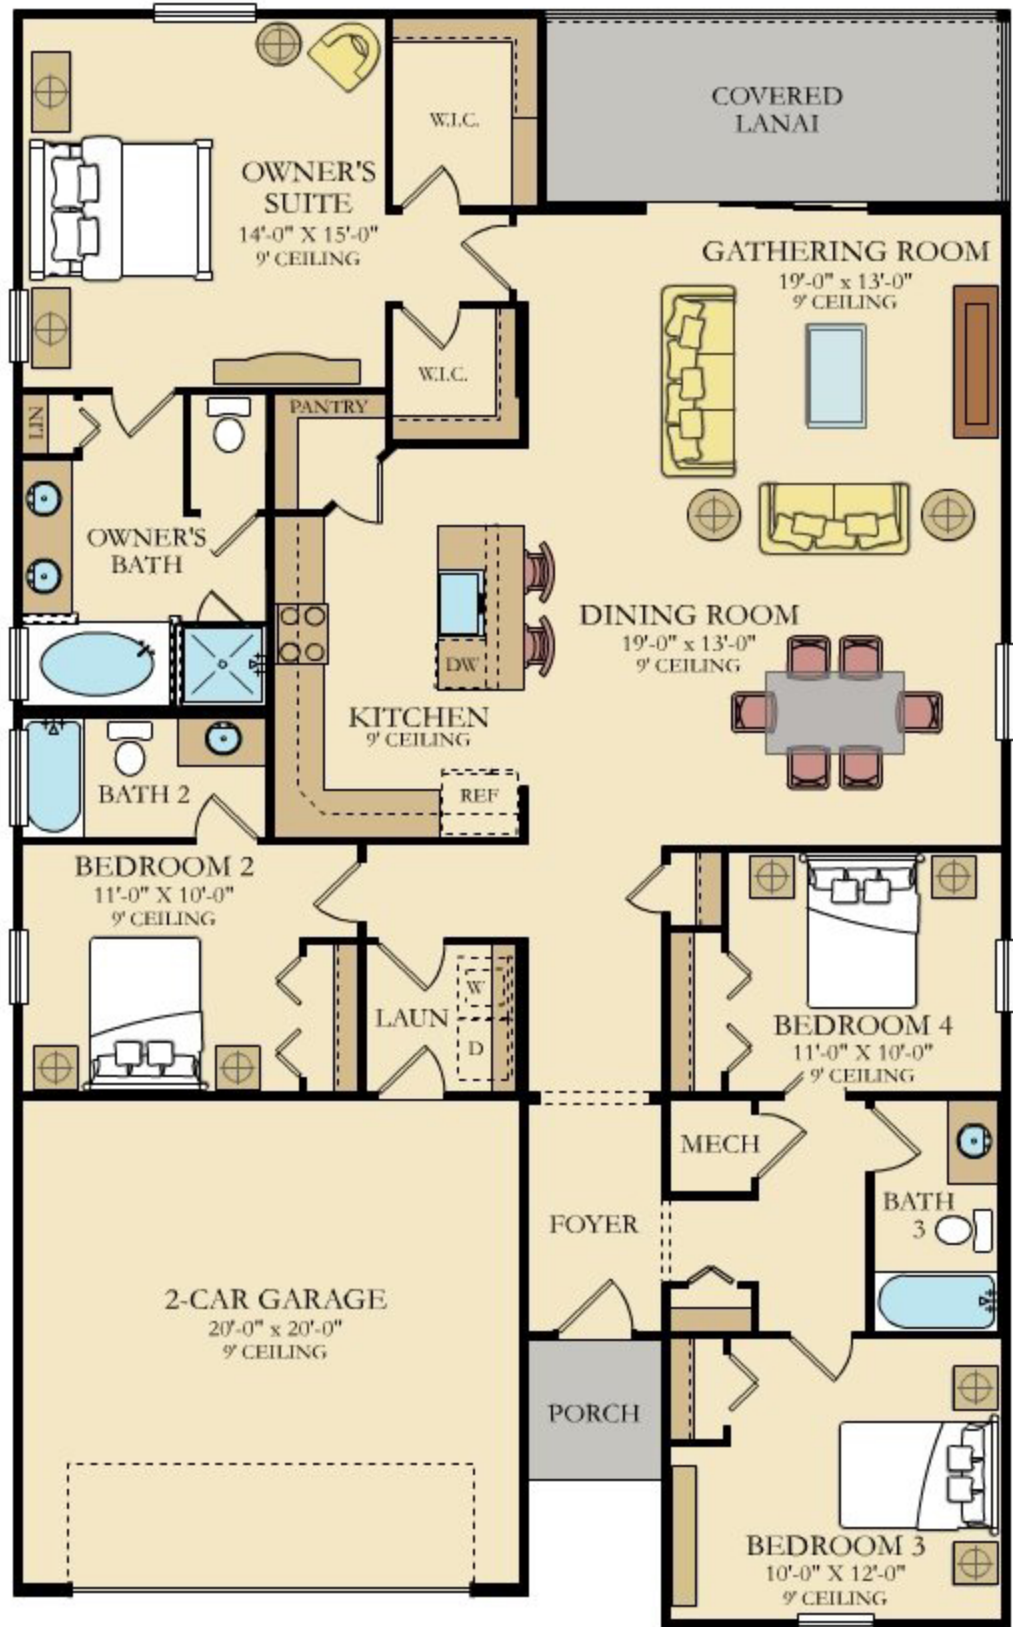 W.I.C.
COVERED
LANAI
OWNER'S
SUITE
14'-0" X 15'-0"
9' CEILING
GATHERING ROOM
19'-0" x 13'-0"
9' CEILING
W.I.C.
LIN
PANTRY
OWNER'S
BATH
DINING ROOM
19'-0" x 13'-0"
9' CEILING
DW
KITCHEN
9' CEILING
BATH 2
REF
BEDROOM 2
11'-0" X 10'-0"
9' CEILING
W
LAUN
D
BEDROOM 4
11'-0" X 10'-0"
9' CEILING
MECH
FOYER
BATH
3
2-CAR GARAGE
20'-0" x 20'-0"
9' CEILING
PORCH
BEDROOM 3
10'-0" X 12'-0"
9' CEILING